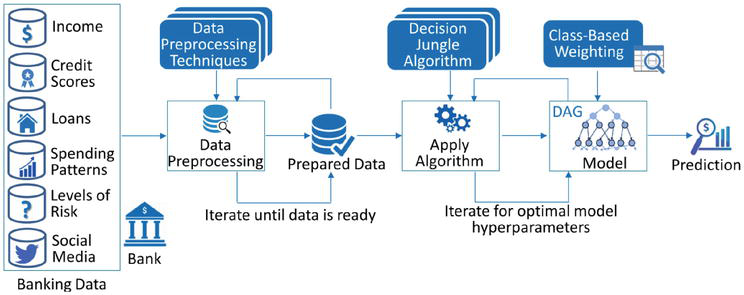 Income
Credit
Scores
Loans
Spending
Patterns
Levels of
Risk
Social
Media
Banking Data
$
?
$
Bank
Data
Preprocessing
Techniques
Data
Preprocessing
Prepared Data
Iterate until data is ready
Decision
Jungle
Algorithm
Apply
Algorithm
Iterate for optimal model
hyperparameters
Class-Based
Weighting
DAG
Model
$
Prediction